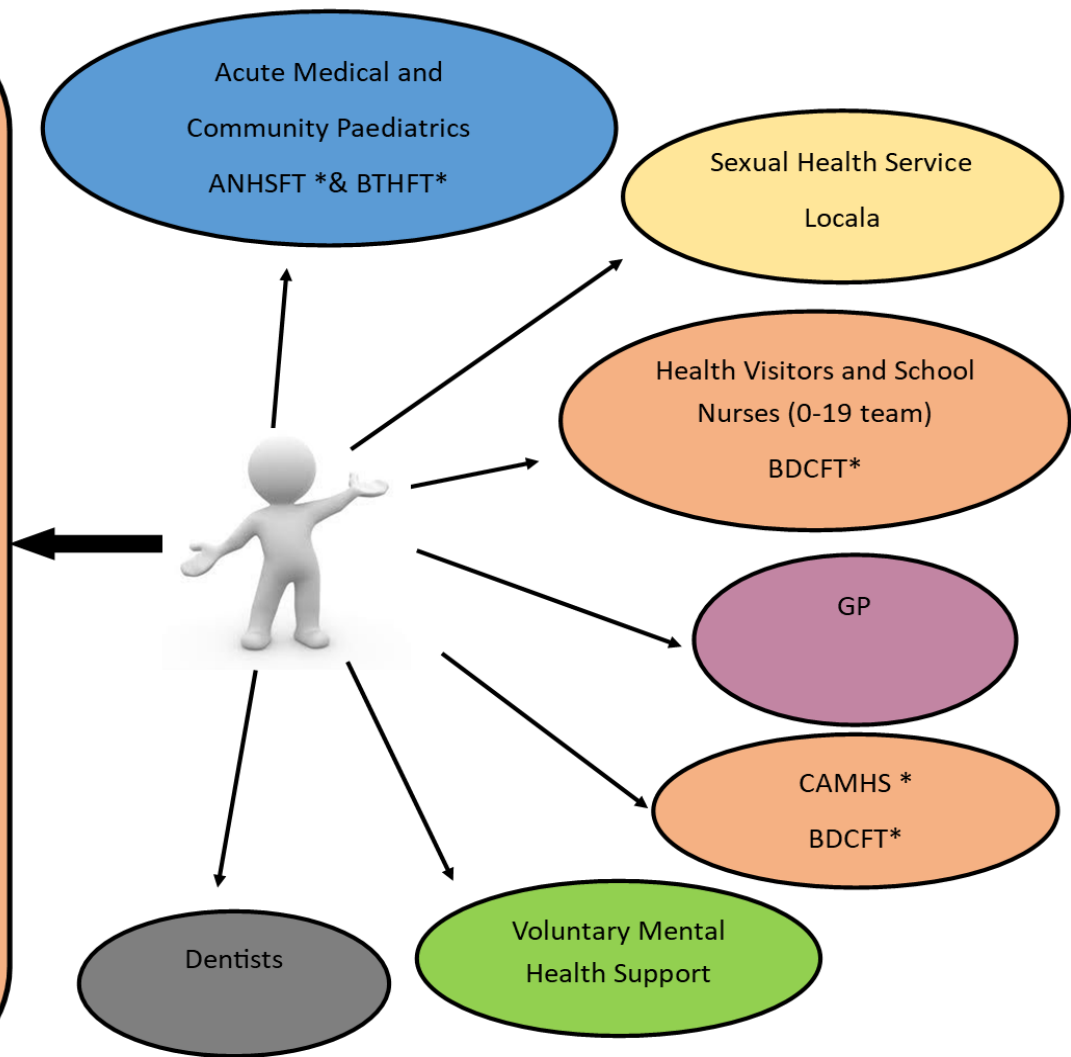 Acute Medical and
Community Paediatrics
ANHSFT *& BTHFT*
Sexual Health Service
Locala
Health Visitors and School
Nurses (0-19 team)
BDCFT*
GP
CAMHS *
BDCFT*
Voluntary Mental
Health Support
Dentists